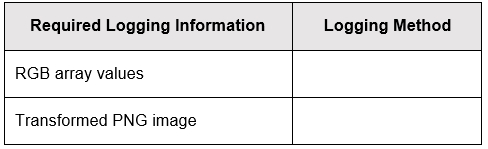 Required Logging Information Logging Method
RGB array values
Transformed PNG image